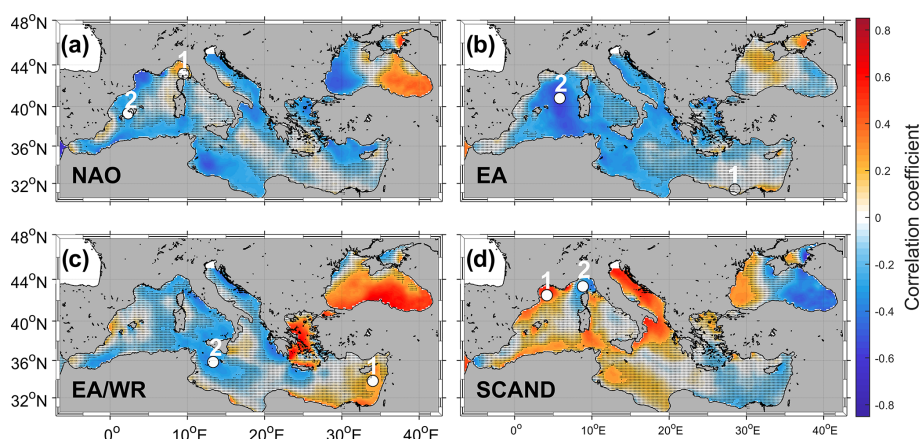 48°N
44°N
40°N
36°N
32°N
(a)
1
2
NAO
(b)
2
1
EA
48°N
44°N
40°N
36°N
32°N
(c)
2
1
EA/WR
(d)
1
2
SCAND
0° 10°E 20°E 30°E 40°E
0° 10°E 20°E 30°E 40°E
0.8
0.6
0.4
0.2
0
-0.2
-0.4
-0.6
-0.8
Correlation coefficient